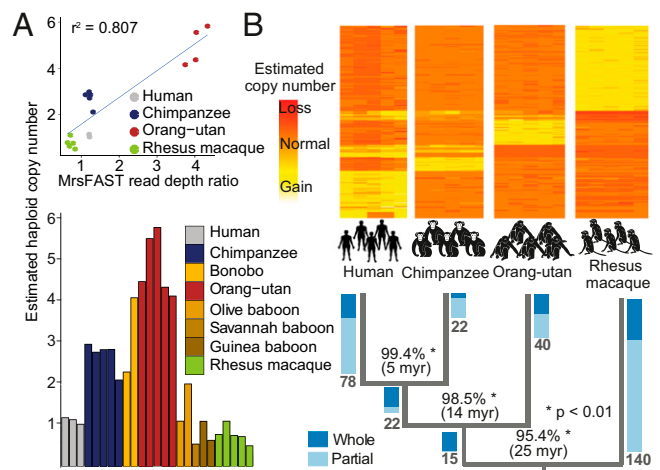 A
r² = 0.807
Estimated haploid copy number
6
4
2
Human
Chimpanzee
Orang−utan
Rhesus macaque
1 2 3 4
MrsFAST read depth ratio
6
5
4
3
2
1
Human
Chimpanzee
Bonobo
Orang−utan
Olive baboon
Savannah baboon
Guinea baboon
Rhesus macaque
B
Estimated
copy number
Loss
Normal
Gain
Human
Chimpanzee
Orang-utan
Rhesus
macaque
78
22
40
140
99.4% *
(5 myr)
22
98.5% *
(14 myr)
* p < 0.01
15
95.4% *
(25 myr)
Whole
Partial